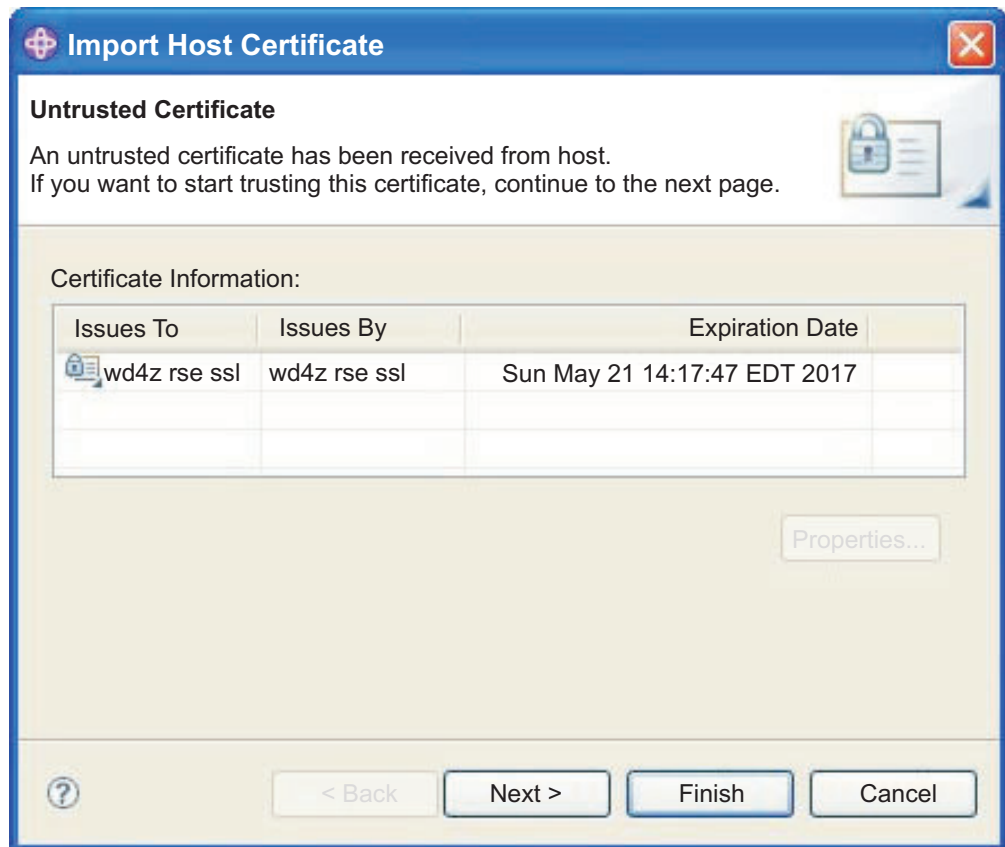 Import Host Certificate
Untrusted Certificate
An untrusted certificate has been received from host.
If you want to start trusting this certificate, continue to the next page.
Certificate Information:
Issues To Issues By Expiration Date
wd4z rse ssl wd4z rse ssl Sun May 21 14:17:47 EDT 2017
Properties...
? < Back Next > Finish Cancel